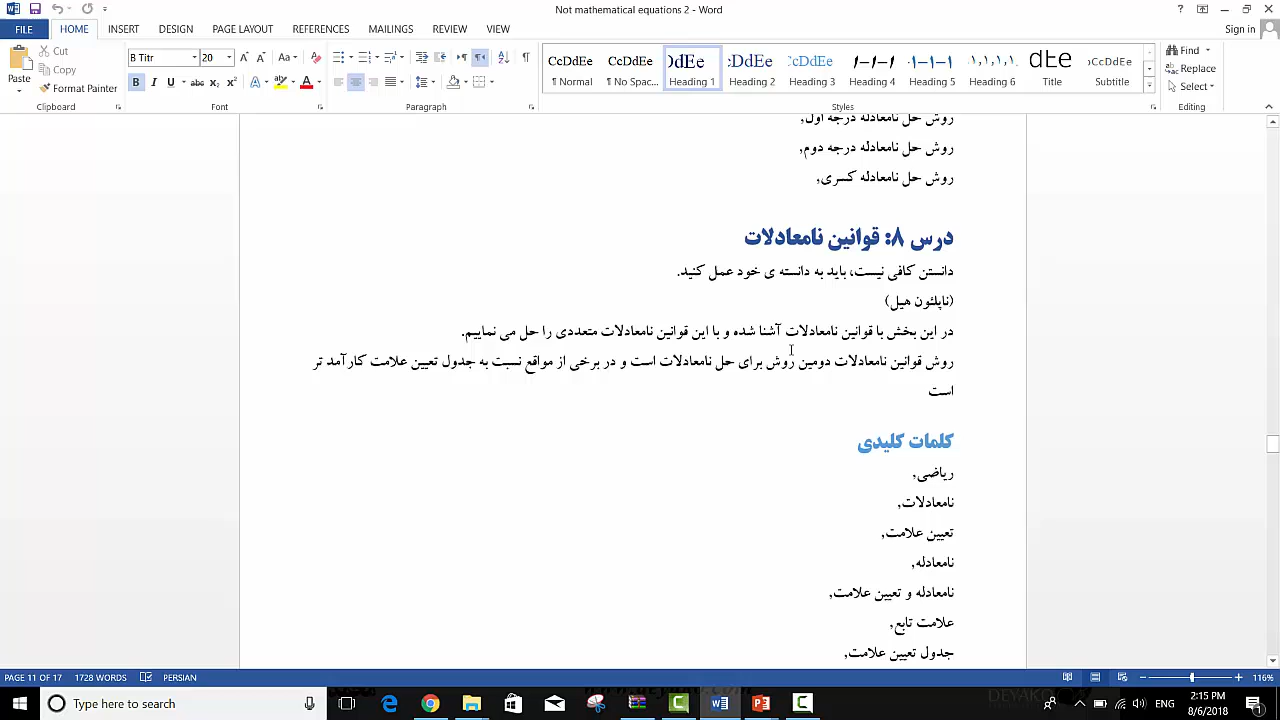 Not mathematical equations 2 - Word
Sign in
FILE HOME INSERT DESIGN PAGE LAYOUT REFERENCES MAILINGS REVIEW VIEW
Paste
Cut
Copy
Format Painter
Clipboard
B Titr 20
Font
Paragraph
CcDdEe CcDdEe CcDdEe CcDdEe
¶ Normal ¶ No Spac... Heading 1 Heading 2 Heading 3 Heading 4 Heading 5 Heading 6 Title Subtitle
Styles
Find
Replace
Select
Editing
روش حل نامعادله درجه اول,
روش حل نامعادله درجه دوم,
روش حل نامعادله کسری,
درس ۸: قوانین نامعادلات
دانستن کافی نیست، باید به دانسته ی خود عمل کنید.
(ناپلئون هیل)
در این بخش با قوانین نامعادلات آشنا شده و با این قوانین نامعادلات متعددی را حل می نماییم.
روش قوانین نامعادلات دومین روش برای حل نامعادلات است و در برخی از مواقع نسبت به جدول تعیین علامت کارآمد تر
است
کلمات کلیدی
ریاضی,
نامعادلات,
تعیین علامت,
نامعادله,
نامعادله و تعیین علامت,
علامت تابع,
جدول تعیین علامت,
PAGE 11 OF 17 1728 WORDS PERSIAN
116%
Type here to search
ENG
2:15 PM
8/6/2018